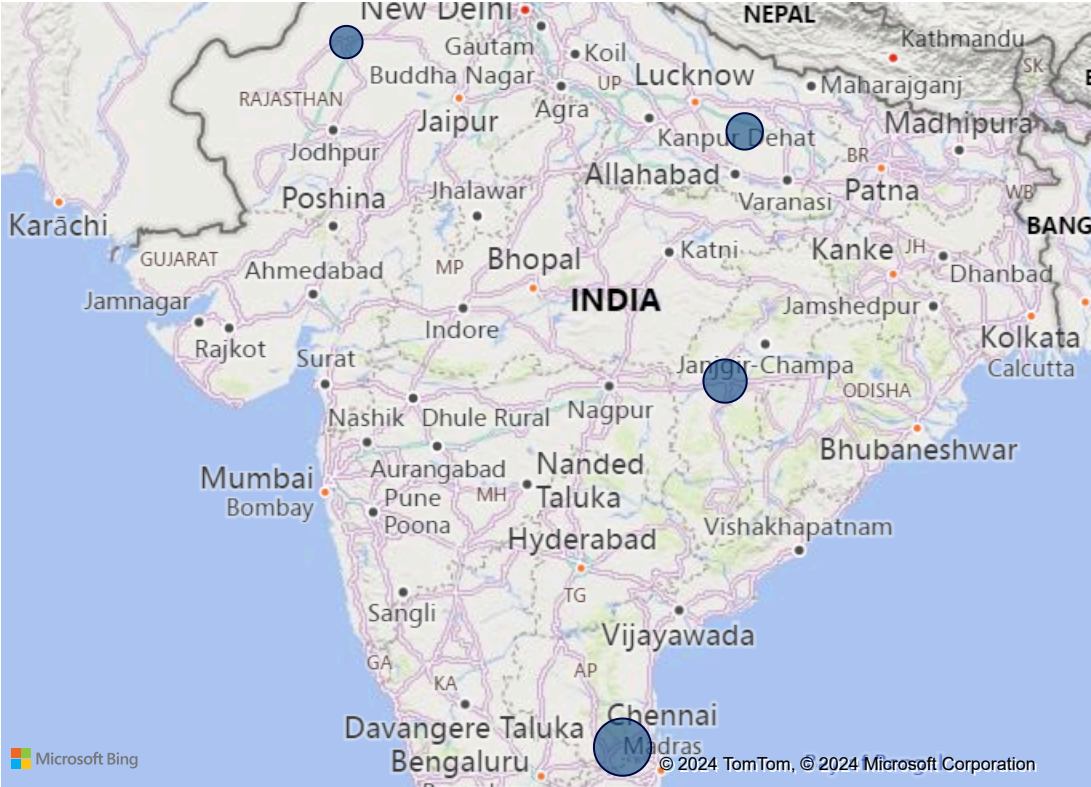 New Delhi
NEPAL
Gautam
Buddha Nagar
Koil
Kathmandu
SK
UP
Lucknow
Maharajganj
RAJASTHAN
Agra
Jaipur
Madhipura
Kanpur Dehat
Jodhpur
BR
Allahabad
Patna
WB
Poshina
Jhalawar
Varanasi
Karāchi
BANG
GUJARAT
Ahmedabad
MP
Bhopal
Katni
Kanke
JH
Dhanbad
Jamnagar
INDIA
Jamshedpur
Indore
Kolkata
Calcutta
Rajkot
Surat
Janjgir-Champa
ODISHA
Nashik
Dhule Rural
Nagpur
Bhubaneshwar
Mumbai
Bombay
Aurangabad
Nanded
Taluka
MH
Pune
Poona
Vishakhapatnam
Hyderabad
TG
Sangli
Vijayawada
GA
AP
KA
Chennai
Madras
Davangere Taluka
Bengaluru
Microsoft Bing
© 2024 TomTom, © 2024 Microsoft Corporation